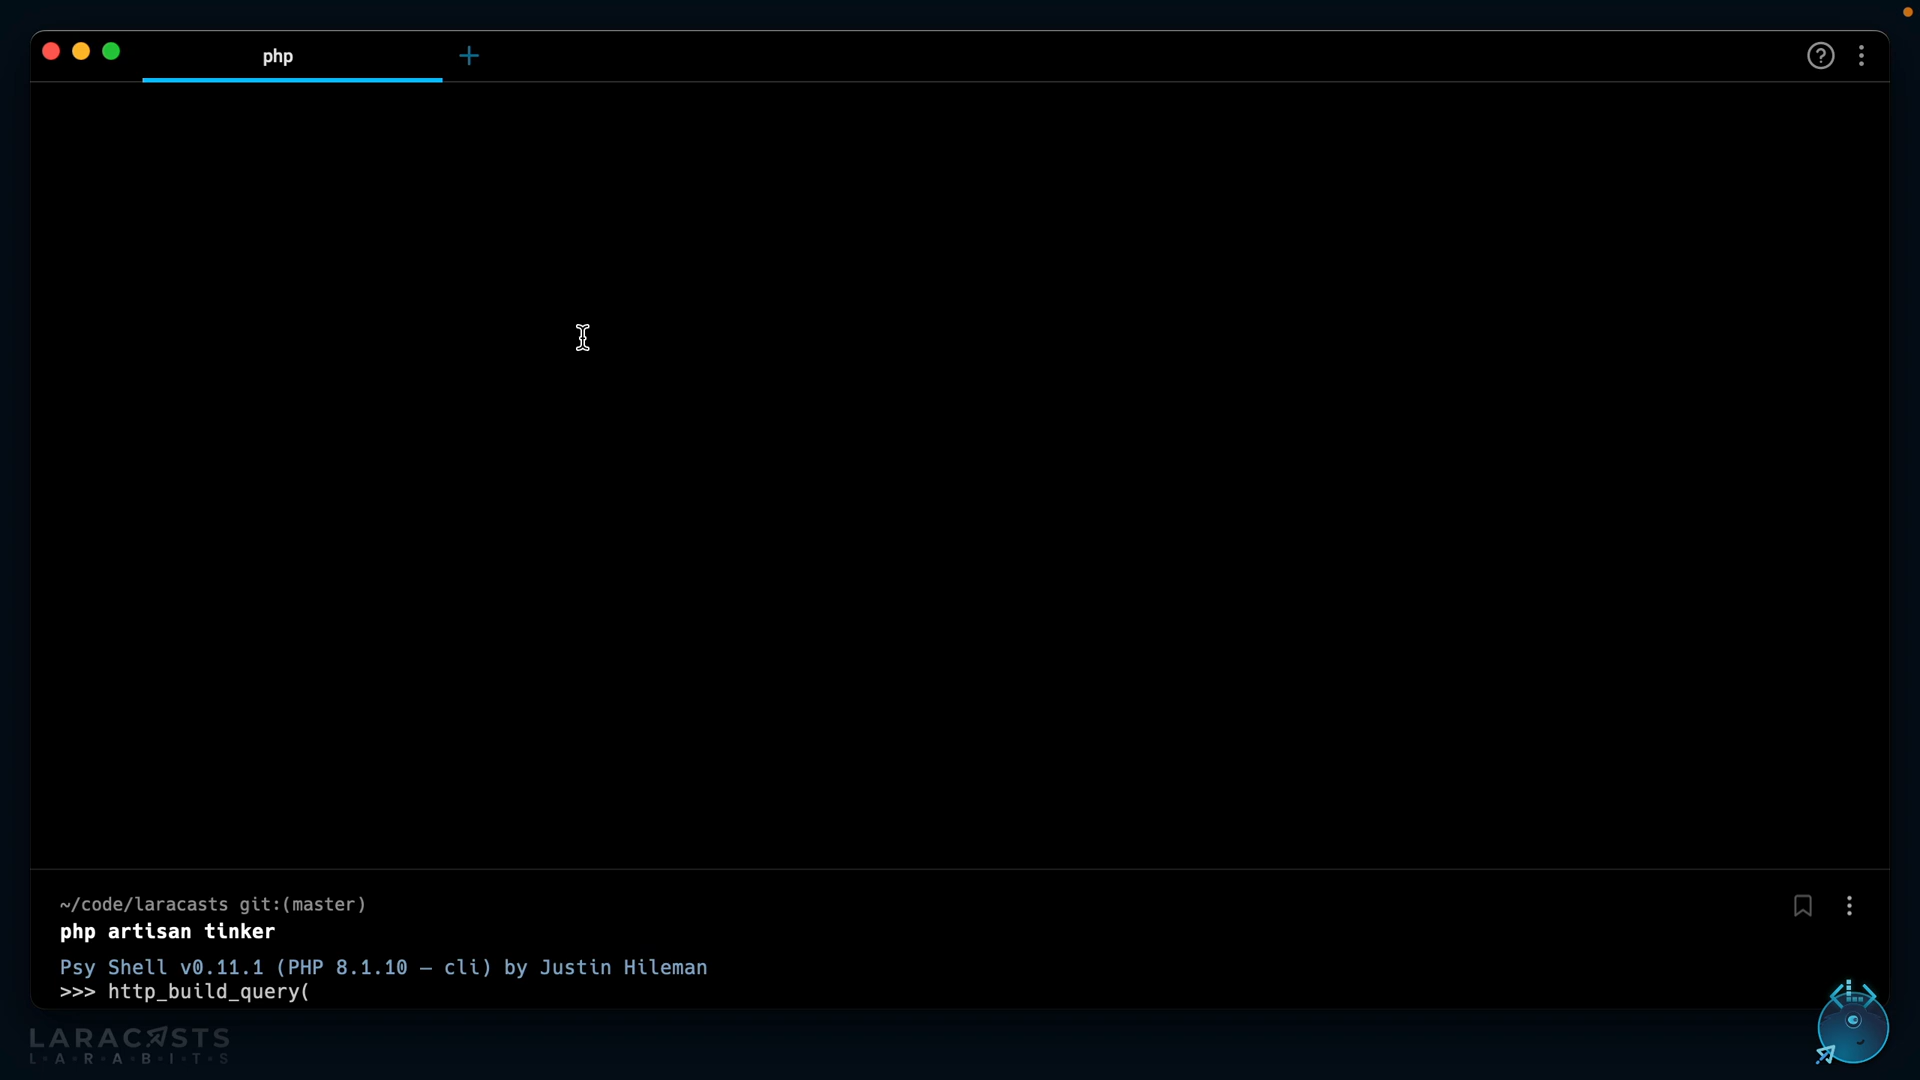 php
~/code/laracasts git:(master)
php artisan tinker
Psy Shell v0.11.1 (PHP 8.1.10 — cli) by Justin Hileman
>>> http_build_query(
LARACASTS
L·A·R·A·B·I·T·S